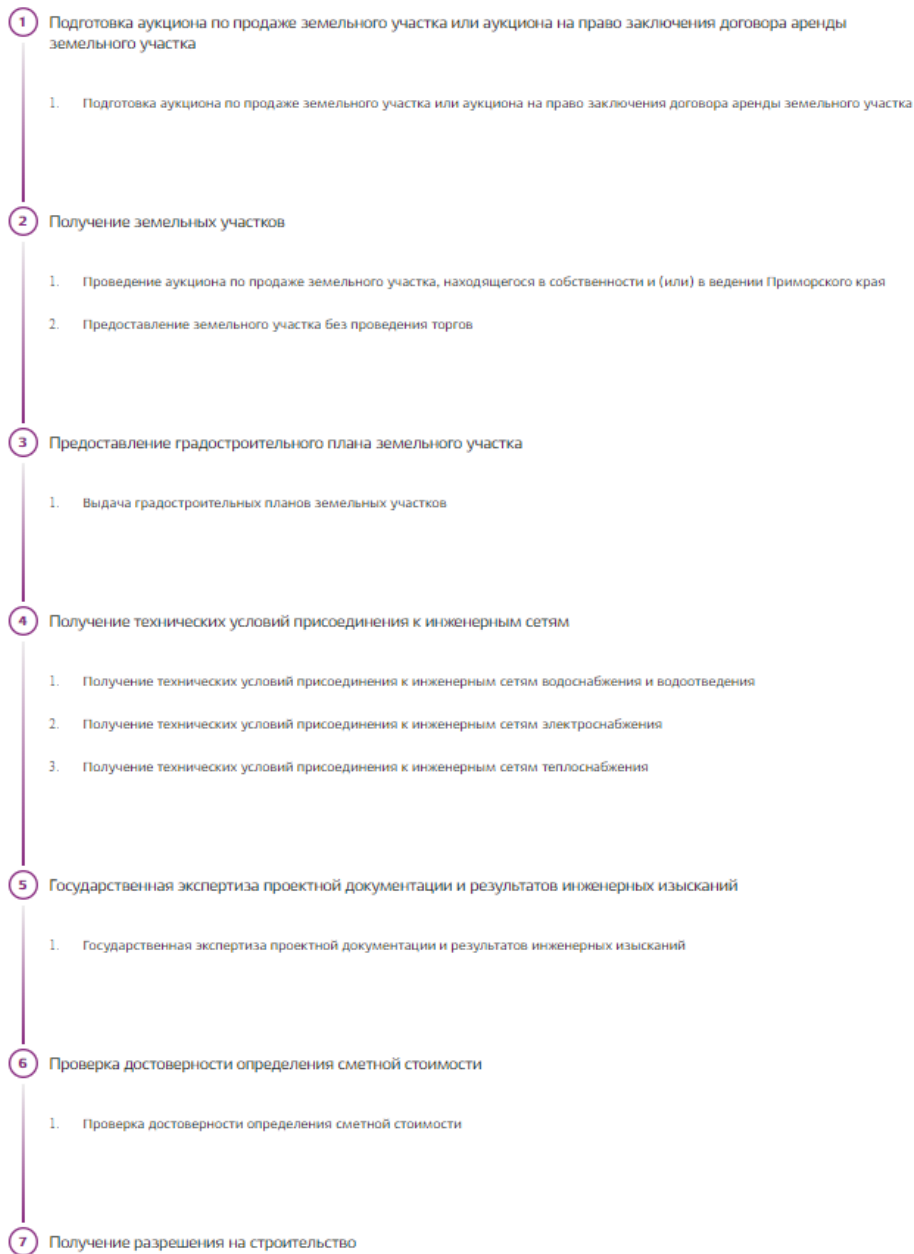 1 Подготовка аукциона по продаже земельного участка или аукциона на право заключения договора аренды
земельного участка
1. Подготовка аукциона по продаже земельного участка или аукциона на право заключения договора аренды земельного участка
2 Получение земельных участков
1. Проведение аукциона по продаже земельного участка, находящегося в собственности и (или) в ведении Приморского края
2. Предоставление земельного участка без проведения торгов
3 Предоставление градостроительного плана земельного участка
1. Выдача градостроительных планов земельных участков
4 Получение технических условий присоединения к инженерным сетям
1. Получение технических условий присоединения к инженерным сетям водоснабжения и водоотведения
2. Получение технических условий присоединения к инженерным сетям электроснабжения
3. Получение технических условий присоединения к инженерным сетям теплоснабжения
5 Государственная экспертиза проектной документации и результатов инженерных изысканий
1. Государственная экспертиза проектной документации и результатов инженерных изысканий
6 Проверка достоверности определения сметной стоимости
1. Проверка достоверности определения сметной стоимости
7 Получение разрешения на строительство